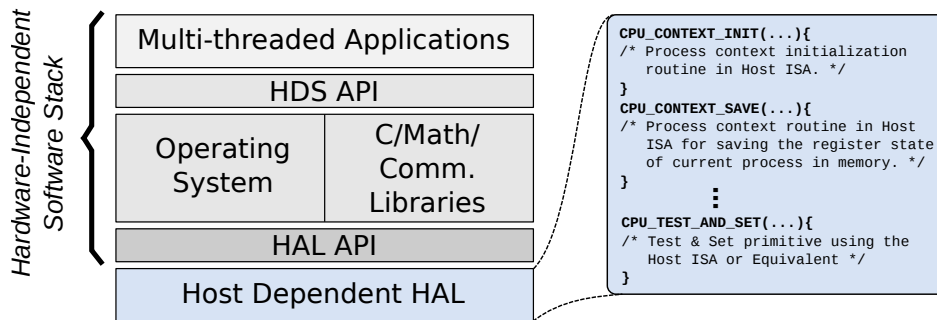 Hardware-Independent
Software Stack
Multi-threaded Applications
HDS API
Operating
System
C/Math/
Comm.
Libraries
HAL API
Host Dependent HAL
CPU_CONTEXT_INIT(...){
/* Process context initialization
routine in Host ISA. */
}
CPU_CONTEXT_SAVE(...){
/* Process context routine in Host
ISA for saving the register state
of current process in memory. */
}
⋮
CPU_TEST_AND_SET(...){
/* Test & Set primitive using the
Host ISA or Equivalent */
}